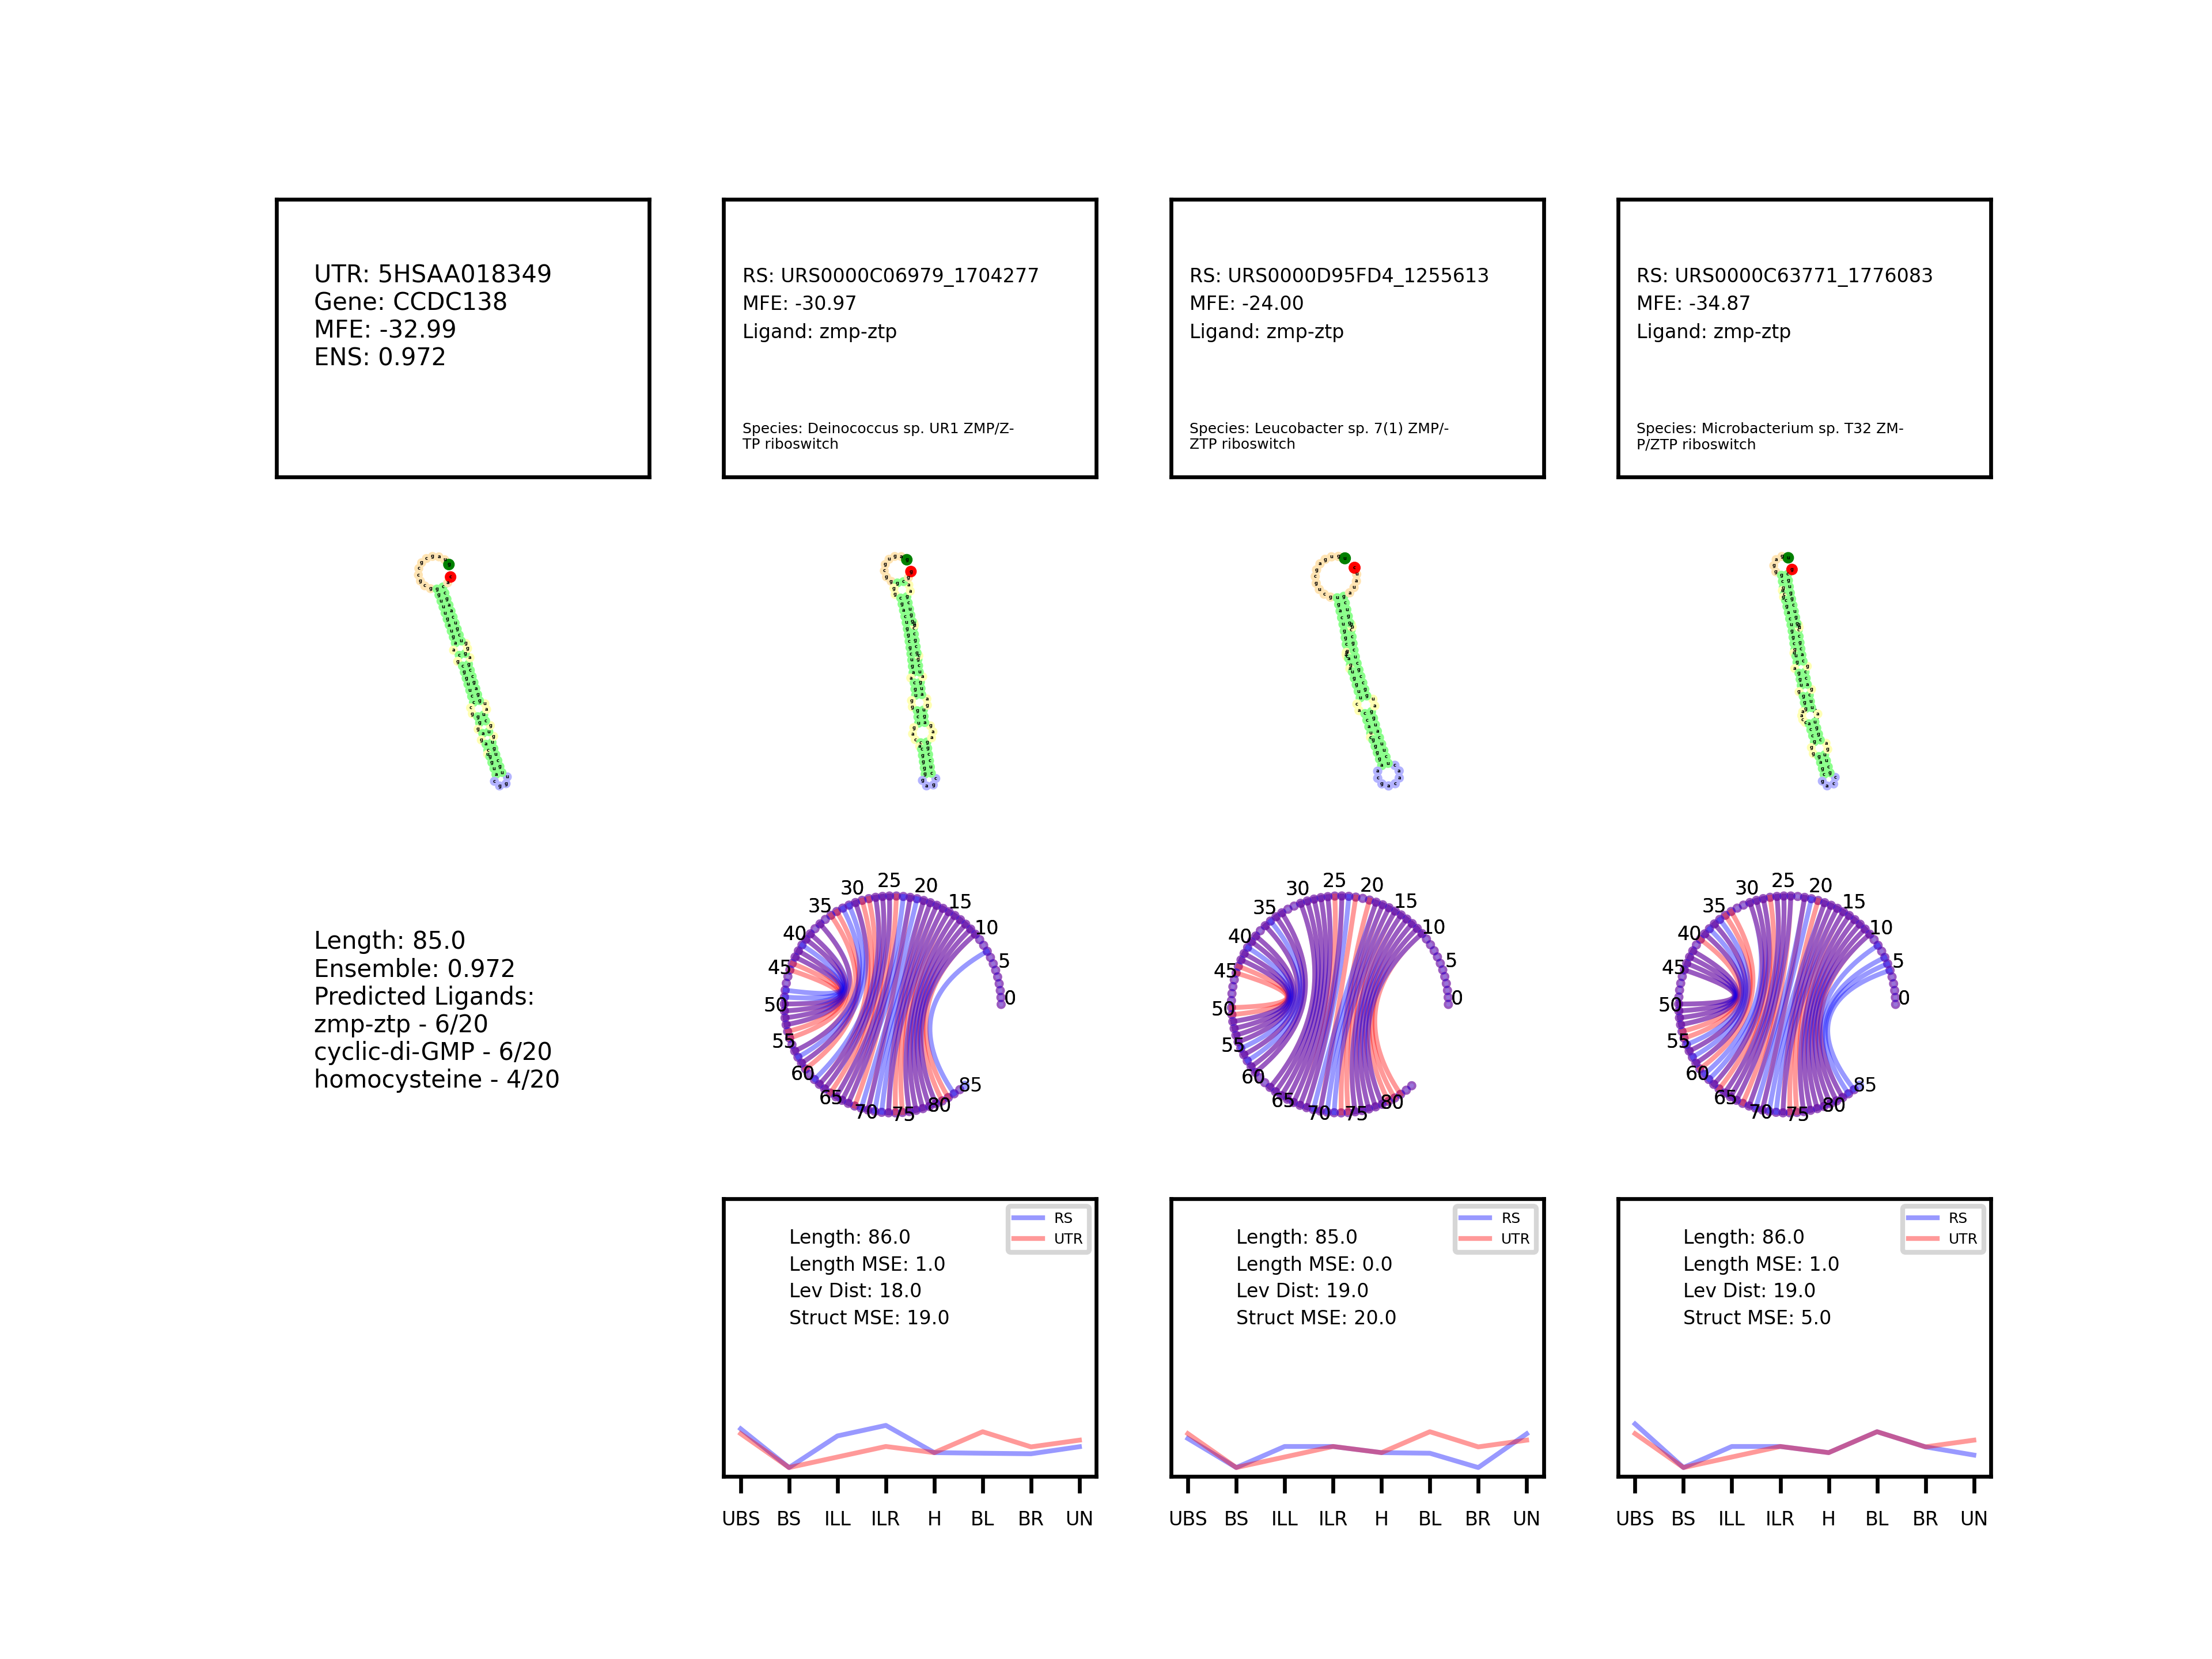 UTR: 5HSAA018349
Gene: CCDC138
MFE: -32.99
ENS: 0.972
RS: URS0000C06979_1704277
MFE: -30.97
Ligand: zmp-ztp
Species: Deinococcus sp. UR1 ZMP/Z-
TP riboswitch
RS: URS0000D95FD4_1255613
MFE: -24.00
Ligand: zmp-ztp
Species: Leucobacter sp. 7(1) ZMP/-
ZTP riboswitch
RS: URS0000C63771_1776083
MFE: -34.87
Ligand: zmp-ztp
Species: Microbacterium sp. T32 ZM-
P/ZTP riboswitch
Length: 85.0
Ensemble: 0.972
Predicted Ligands:
zmp-ztp - 6/20
cyclic-di-GMP - 6/20
homocysteine - 4/20
0
5
10
15
20
25
30
35
40
45
50
55
60
65
70
75
80
85
0
5
10
15
20
25
30
35
40
45
50
55
60
65
70
75
80
0
5
10
15
20
25
30
35
40
45
50
55
60
65
70
75
80
85
RS
UTR
Length: 86.0
Length MSE: 1.0
Lev Dist: 18.0
Struct MSE: 19.0
UBS BS ILL ILR H BL BR UN
RS
UTR
Length: 85.0
Length MSE: 0.0
Lev Dist: 19.0
Struct MSE: 20.0
UBS BS ILL ILR H BL BR UN
RS
UTR
Length: 86.0
Length MSE: 1.0
Lev Dist: 19.0
Struct MSE: 5.0
UBS BS ILL ILR H BL BR UN